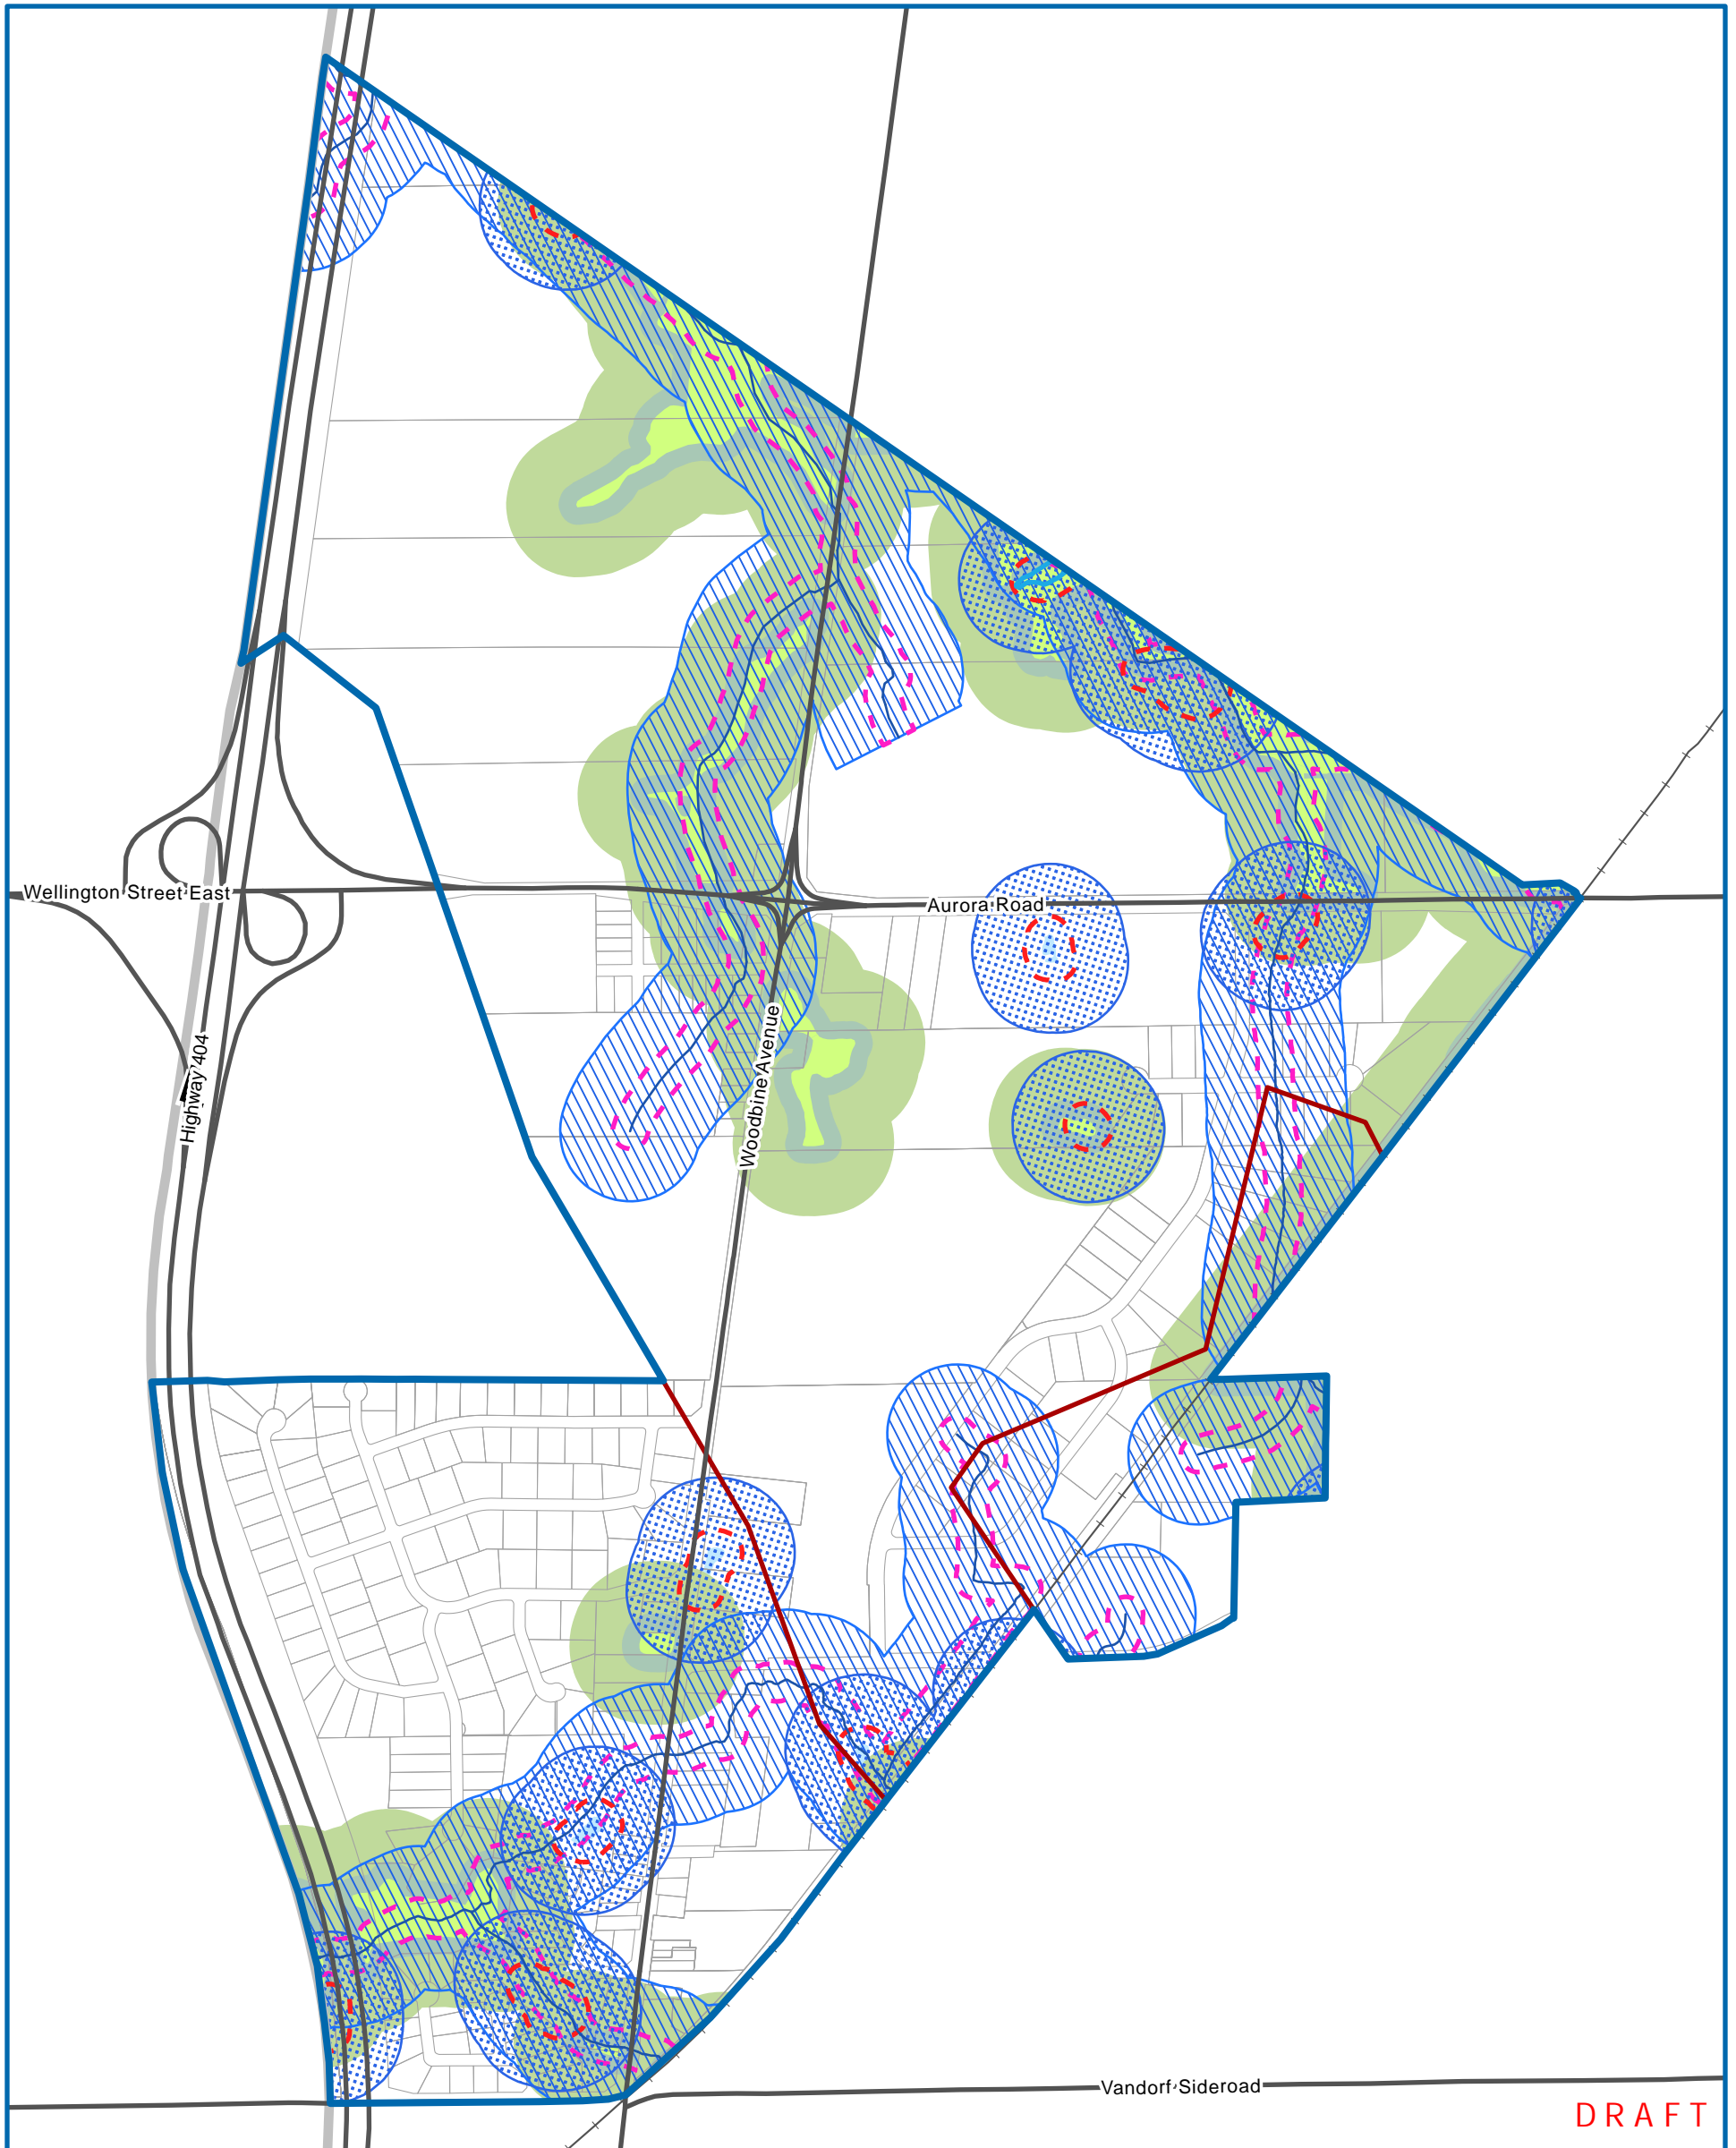 Wellington Street East
Aurora Road
Highway 404
Woodbine Avenue
Vandorf Sideroad
DRAFT